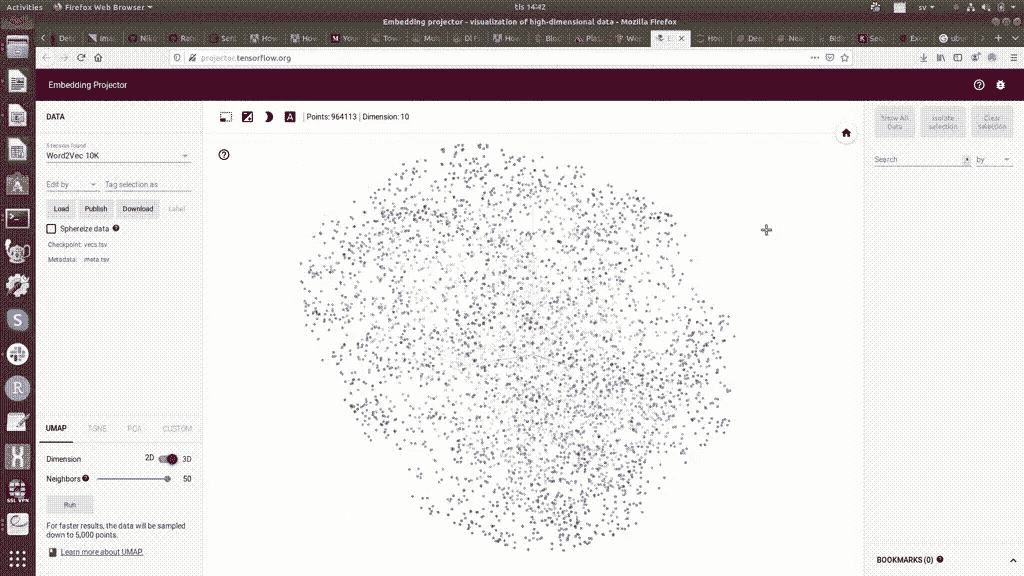 Activities Firefox Web Browser tis 14:42 sv
Embedding projector - visualization of high-dimensional data - Mozilla Firefox
projector.tensorflow.org
Embedding Projector
DATA
Points: 964113 Dimension: 10
Show All Data
Isolate selection
Clear selection
5 tensors found
Word2Vec 10K
Search by
Edit by Tag selection as
Load Publish Download Label
Sphereize data
Checkpoint: vecs.tsv
Metadata: meta.tsv
UMAP T-SNE PCA CUSTOM
Dimension 2D 3D
Neighbors 50
Run
For faster results, the data will be sampled
down to 5,000 points.
Learn more about UMAP.
BOOKMARKS (0)
SSL VPN